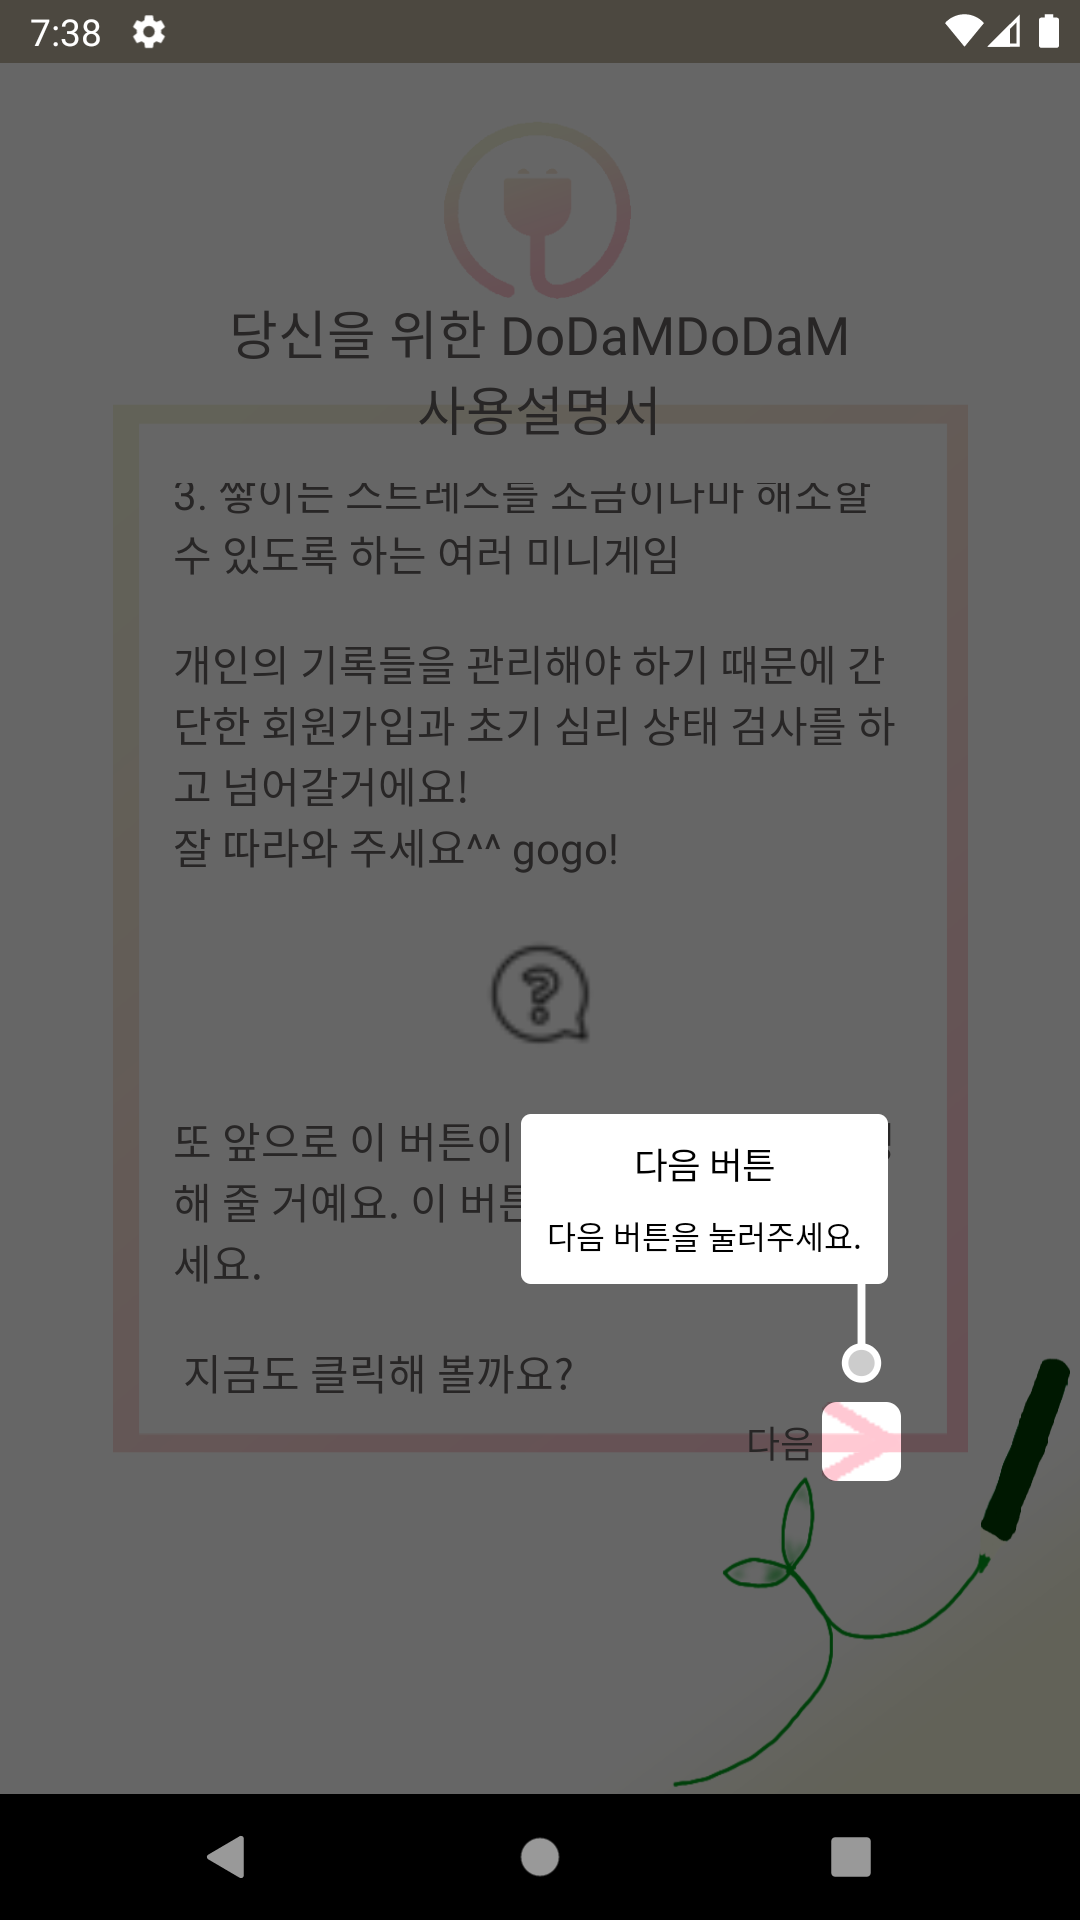 7:38
당신을 위한 DoDaMDoDaM
사용설명서
3. 쌓이는 스트레스를 조금이나마 해소할
수 있도록 하는 여러 미니게임
개인의 기록들을 관리해야 하기 때문에 간
단한 회원가입과 초기 심리 상태 검사를 하
고 넘어갈거에요!
잘 따라와 주세요^^ gogo!
?
또 앞으로 이 버튼이
해 줄 거예요. 이 버튼
세요.
다음 버튼
다음 버튼을 눌러주세요.
지금도 클릭해 볼까요?
다음